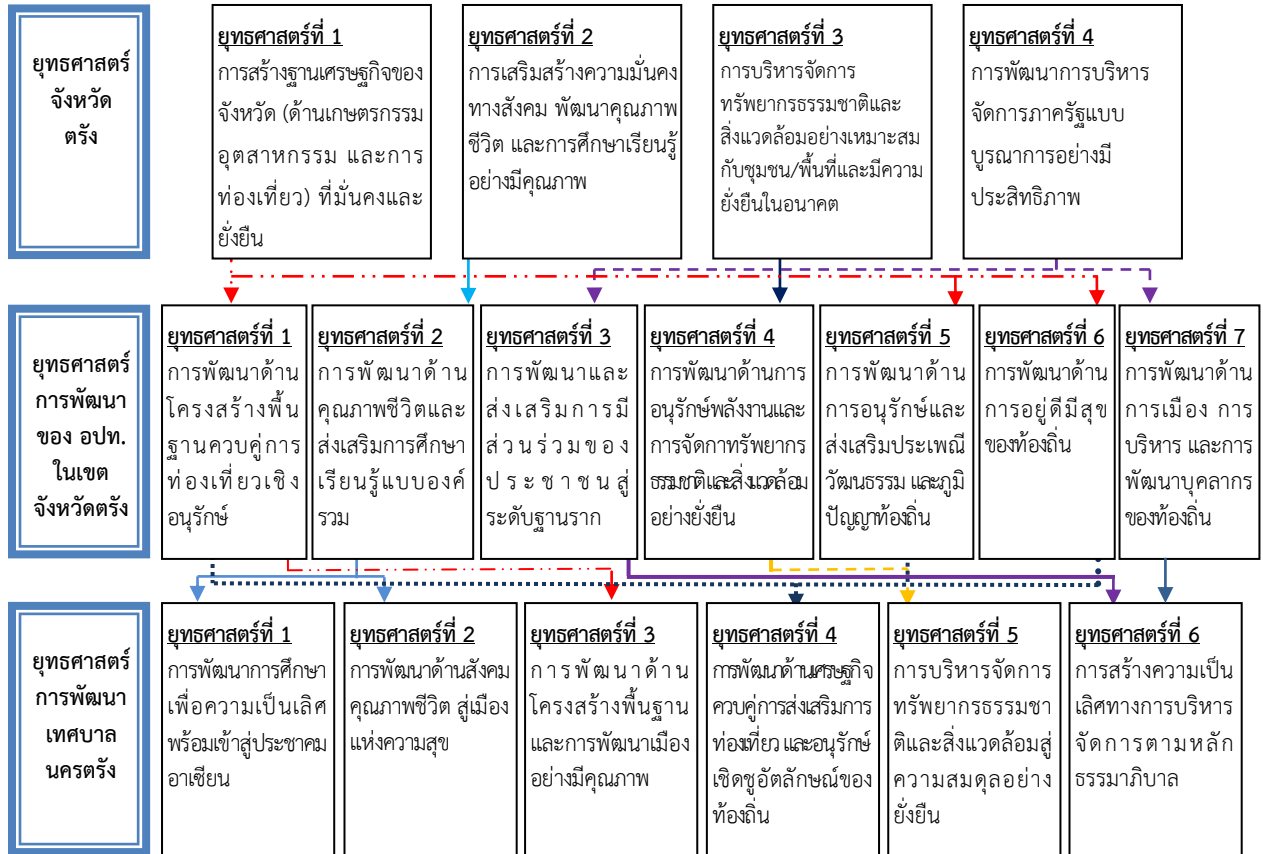 ยุทธศาสตร์
จังหวัด
ตรัง
ยุทธศาสตร์ที่ 1
การสร้างฐานเศรษฐกิจของ
จังหวัด (ด้านเกษตรกรรม
อุตสาหกรรม และการ
ท่องเที่ยว) ที่มั่นคงและ
ยั่งยืน
ยุทธศาสตร์ที่ 2
การเสริมสร้างความมั่นคง
ทางสังคม พัฒนาคุณภาพ
ชีวิต และการศึกษาเรียนรู้
อย่างมีคุณภาพ
ยุทธศาสตร์ที่ 3
การบริหารจัดการ
ทรัพยากรธรรมชาติและ
สิ่งแวดล้อมอย่างเหมาะสม
กับชุมชน/พื้นที่และมีความ
ยั่งยืนในอนาคต
ยุทธศาสตร์ที่ 4
การพัฒนาการบริหาร
จัดการภาครัฐแบบ
บูรณาการอย่างมี
ประสิทธิภาพ
ยุทธศาสตร์
การพัฒนา
ของ อปท.
ในเขต
จังหวัดตรัง
ยุทธศาสตร์ที่ 1
การพัฒนาด้าน
โครงสร้างพื้น
ฐานควบคู่การ
ท่องเที่ยวเชิง
อนุรักษ์
ยุทธศาสตร์ที่ 2
การพัฒนาด้าน
คุณภาพชีวิตและ
ส่งเสริมการศึกษา
เรียนรู้แบบองค์
รวม
ยุทธศาสตร์ที่ 3
การพัฒนาและ
ส่งเสริมการมี
ส่วนร่วมของ
ประชาชนสู่
ระดับฐานราก
ยุทธศาสตร์ที่ 4
การพัฒนาด้านการ
อนุรักษ์พลังงานและ
การจัดกาทรัพยากร
ธรรมชาติและสิ่งแวดล้อม
อย่างยั่งยืน
ยุทธศาสตร์ที่ 5
การพัฒนาด้าน
การอนุรักษ์และ
ส่งเสริมประเพณี
วัฒนธรรม และภูมิ
ปัญญาท้องถิ่น
ยุทธศาสตร์ที่ 6
การพัฒนาด้าน
การอยู่ดีมีสุข
ของท้องถิ่น
ยุทธศาสตร์ที่ 7
การพัฒนาด้าน
การเมือง การ
บริหาร และการ
พัฒนาบุคลากร
ของท้องถิ่น
ยุทธศาสตร์
การพัฒนา
เทศบาล
นครตรัง
ยุทธศาสตร์ที่ 1
การพัฒนาการศึกษา
เพื่อความเป็นเลิศ
พร้อมเข้าสู่ประชาคม
อาเซียน
ยุทธศาสตร์ที่ 2
การพัฒนาด้านสังคม
คุณภาพชีวิต สู่เมือง
แห่งความสุข
ยุทธศาสตร์ที่ 3
การพัฒนาด้าน
โครงสร้างพื้นฐาน
และการพัฒนาเมือง
อย่างมีคุณภาพ
ยุทธศาสตร์ที่ 4
การพัฒนาด้านเศรษฐกิจ
ควบคู่การส่งเสริมการ
ท่องเที่ยว และอนุรักษ์
เชิดชูอัตลักษณ์ของ
ท้องถิ่น
ยุทธศาสตร์ที่ 5
การบริหารจัดการ
ทรัพยากรธรรมชา
ติและสิ่งแวดล้อมสู่
ความสมดุลอย่าง
ยั่งยืน
ยุทธศาสตร์ที่ 6
การสร้างความเป็น
เลิศทางการบริหาร
จัดการตามหลัก
ธรรมาภิบาล